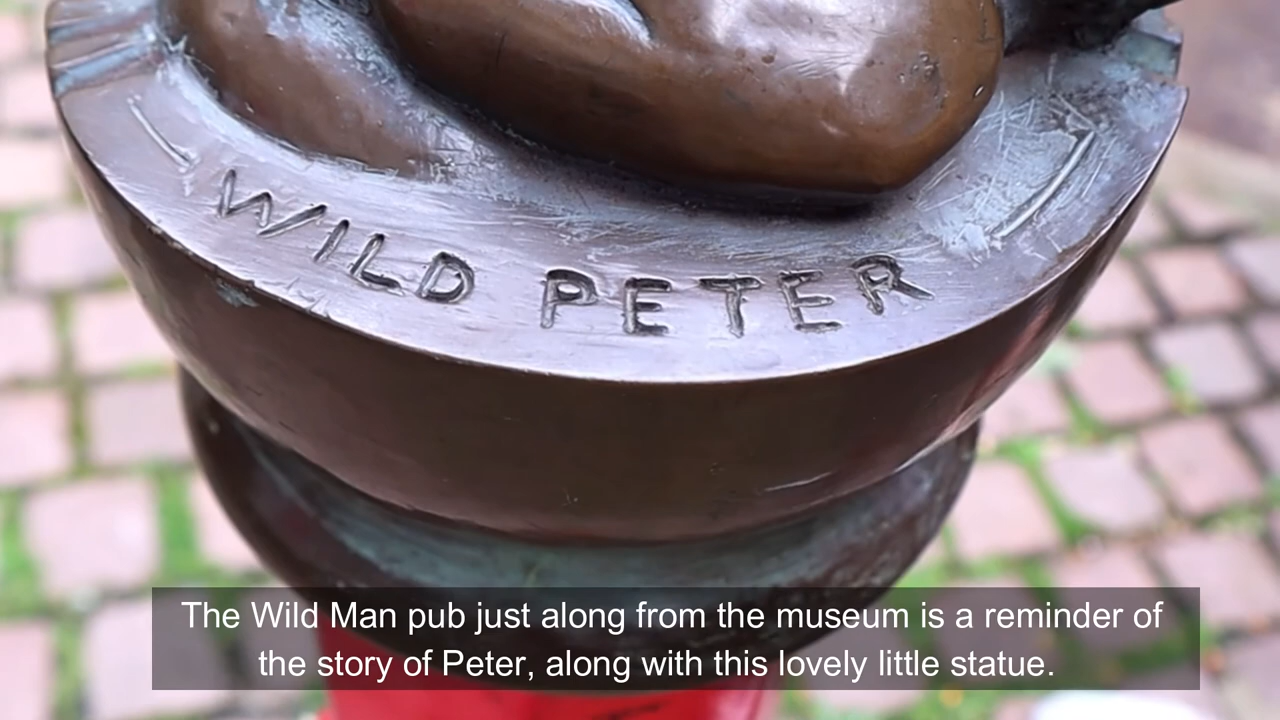 WILD PETER
The Wild Man pub just along from the museum is a reminder of
the story of Peter, along with this lovely little statue.